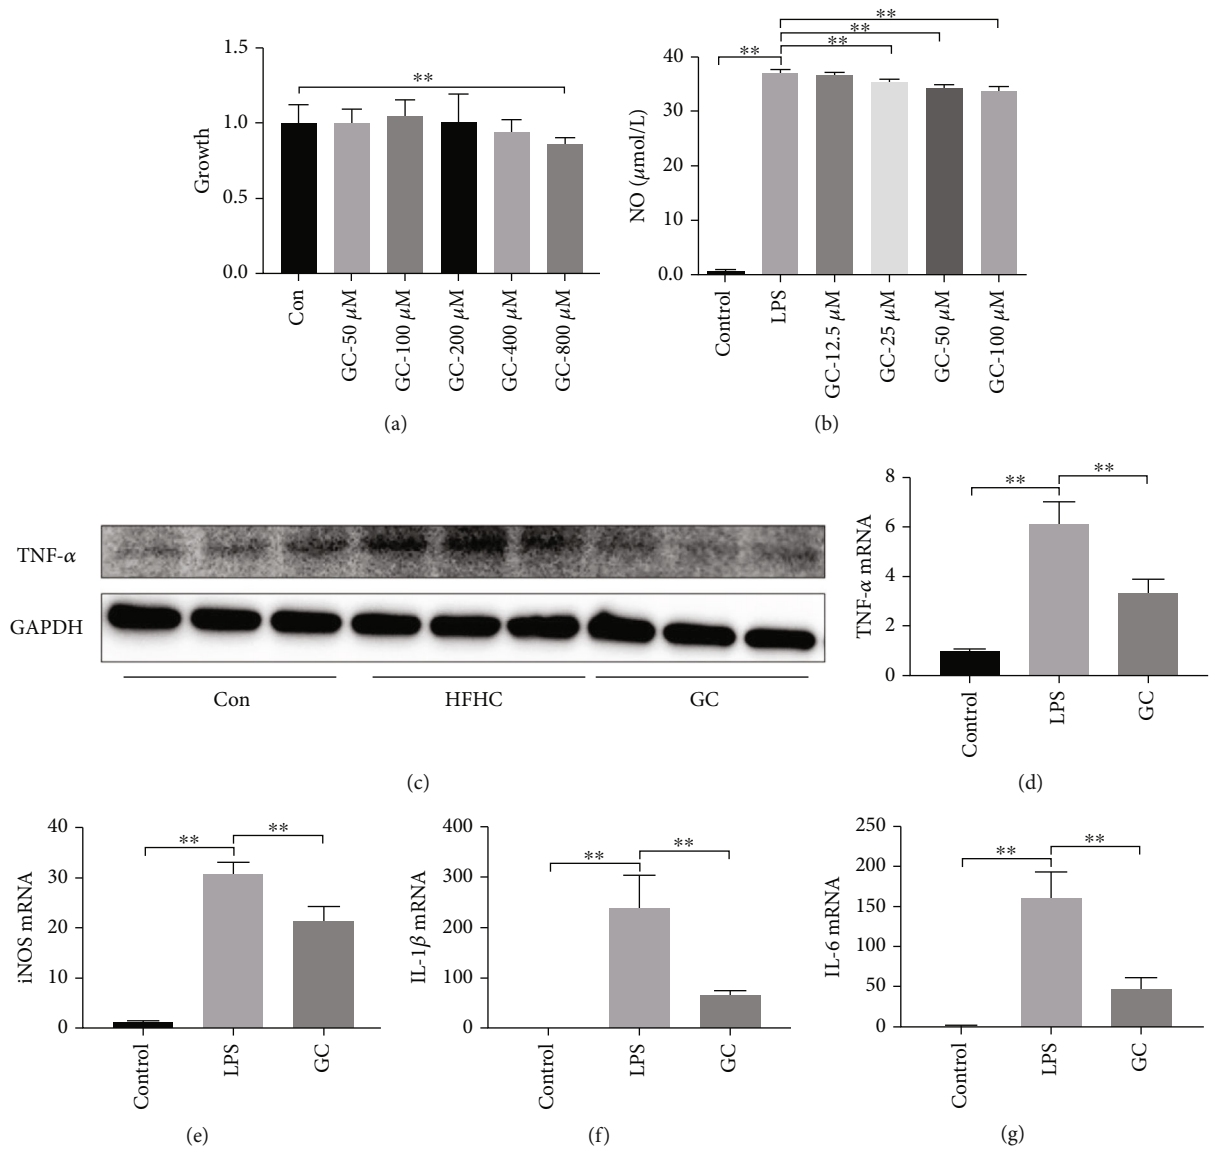 **
1.5
1.0
0.5
0.0
Growth
Con
GC-50 μM
GC-100 μM
GC-200 μM
GC-400 μM
GC-800 μM
(a)
**
**
**
**
40
30
20
10
0.0
NO (μmol/L)
Control
LPS
GC-12.5 μM
GC-25 μM
GC-50 μM
GC-100 μM
(b)
TNF-α
GAPDH
Con
HFHC
GC
(c)
**
**
8
6
4
2
0
TNF-α mRNA
Control
LPS
GC
(d)
**
**
40
30
20
10
0
iNOS mRNA
Control
LPS
GC
(e)
**
**
400
300
200
100
0
IL-1β mRNA
Control
LPS
GC
(f)
**
**
250
200
150
100
50
0
IL-6 mRNA
Control
LPS
GC
(g)